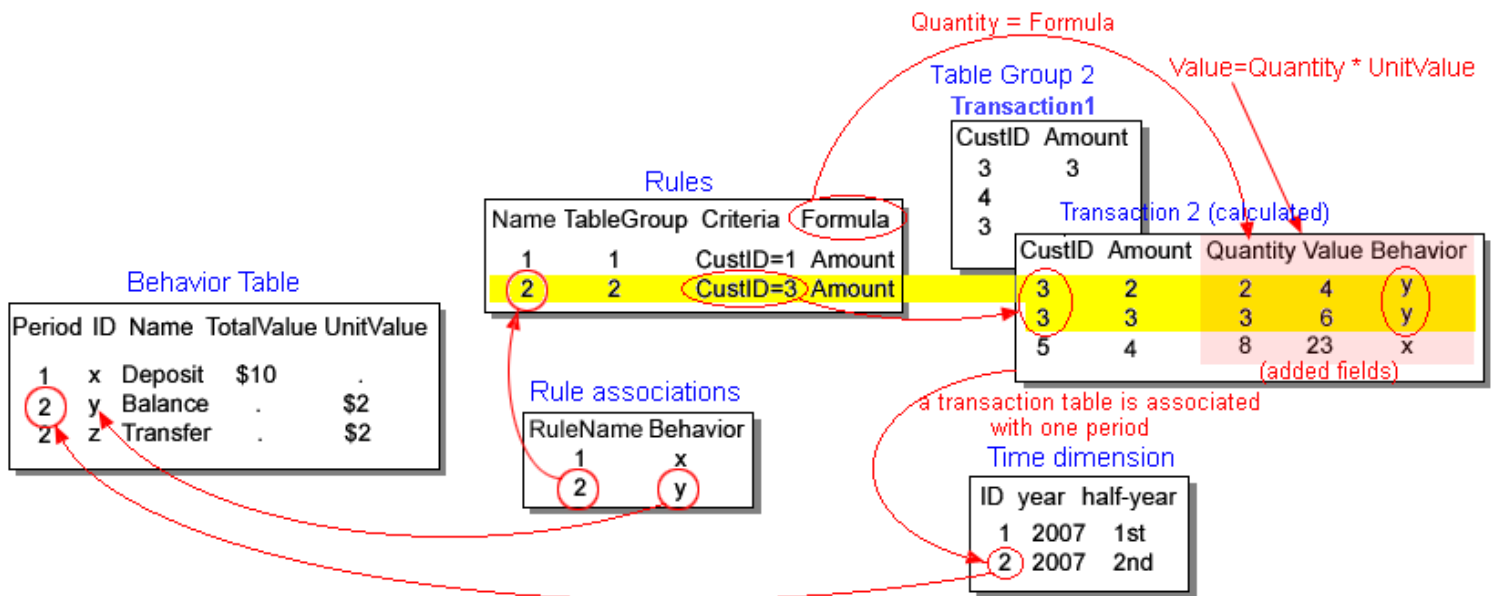 Quantity = Formula
Value=Quantity * UnitValue
Table Group 2
Transaction1
CustID Amount
3 3
4
3
Rules
Name TableGroup Criteria Formula
1 1 CustID=1 Amount
2 2 CustID=3 Amount
Transaction 2 (calculated)
CustID Amount Quantity Value Behavior
3 2 2 4 y
3 3 3 6 y
5 4 8 23 x
(added fields)
Behavior Table
Period ID Name TotalValue UnitValue
1 x Deposit $10 .
2 y Balance . $2
2 z Transfer . $2
Rule associations
RuleName Behavior
1 x
2 y
a transaction table is associated
with one period
Time dimension
ID year half-year
1 2007 1st
2 2007 2nd